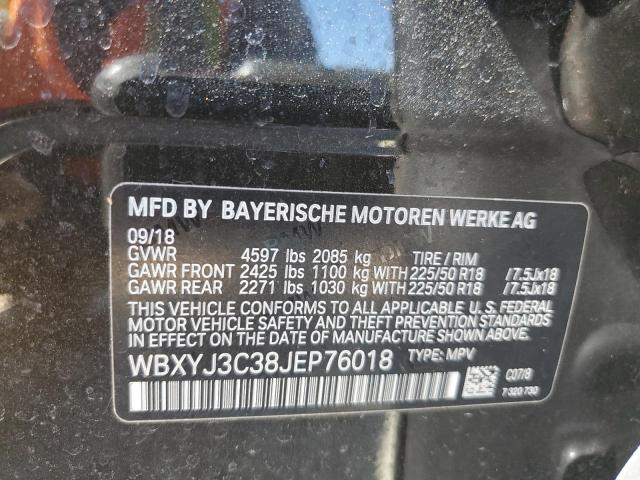 MFD BY BAYERISCHE MOTOREN WERKE AG
09/18
GVWR 4597 lbs 2085 kg TIRE / RIM
GAWR FRONT 2425 lbs 1100 kg WITH 225/50 R18 /7.5Jx18
GAWR REAR 2271 lbs 1030 kg WITH 225/50 R18 /7.5Jx18
THIS VEHICLE CONFORMS TO ALL APPLICABLE U. S. FEDERAL
MOTOR VEHICLE SAFETY AND THEFT PREVENTION STANDARDS
IN EFFECT ON THE DATE OF MANUFACTURE SHOWN ABOVE.
WBXYJ3C38JEP76018 TYPE: MPV
C07/8
7 320 730